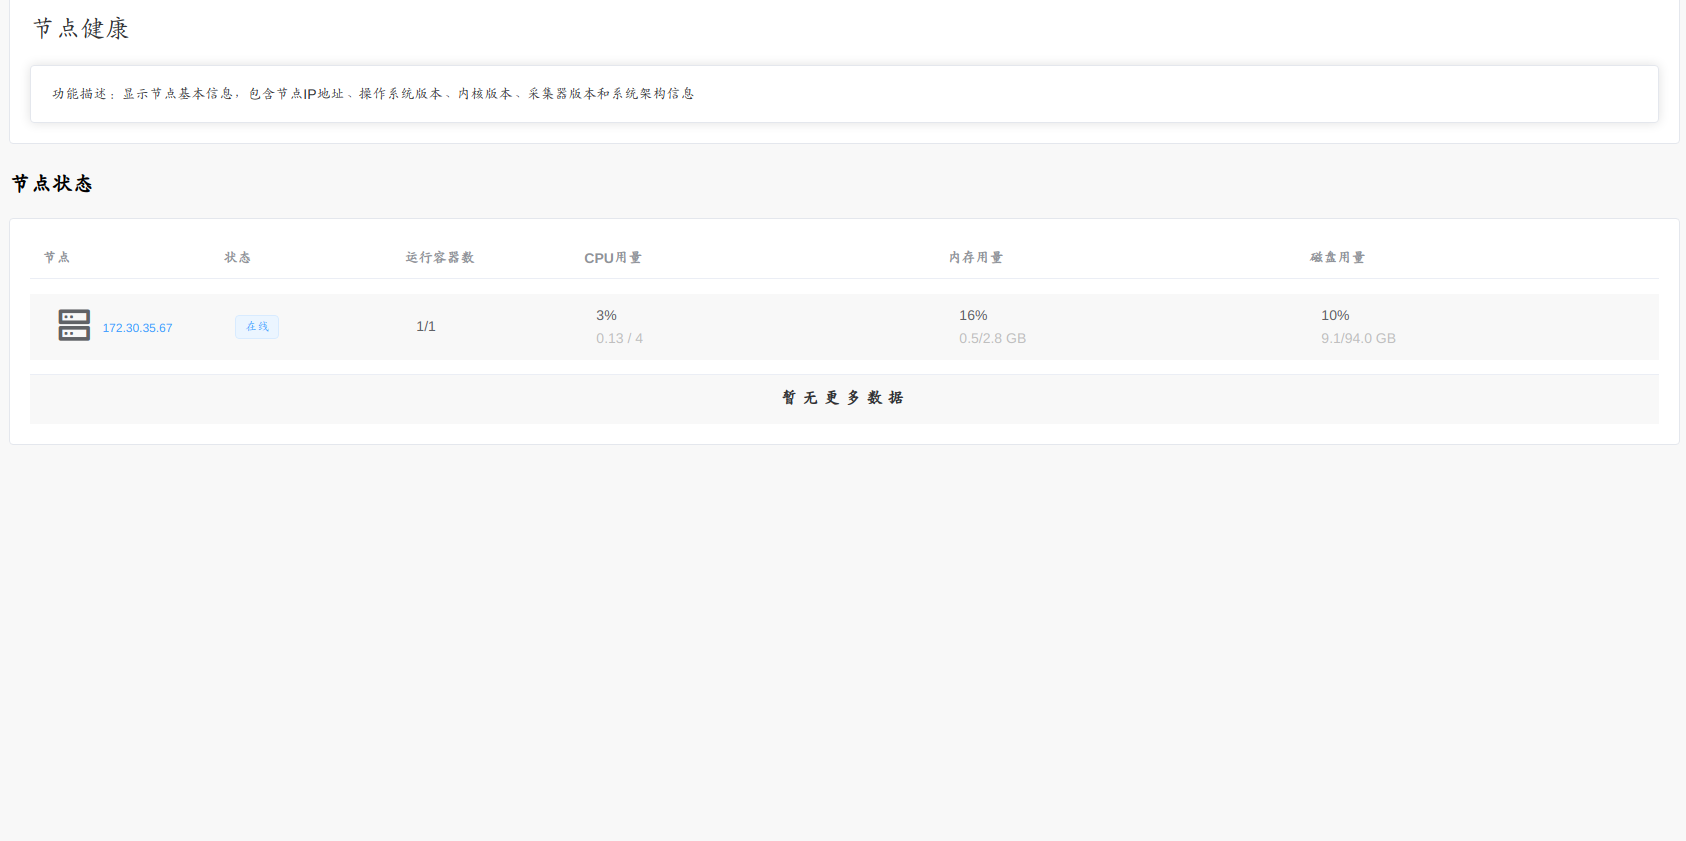 节点健康
功能描述：显示节点基本信息，包含节点IP地址、操作系统版本、内核版本、采集器版本和系统架构信息
节点状态
节点 状态 运行容器数 CPU用量 内存用量 磁盘用量
172.30.35.67 在线 1/1 3% 16% 10%
0.13 / 4 0.5/2.8 GB 9.1/94.0 GB
暂无更多数据